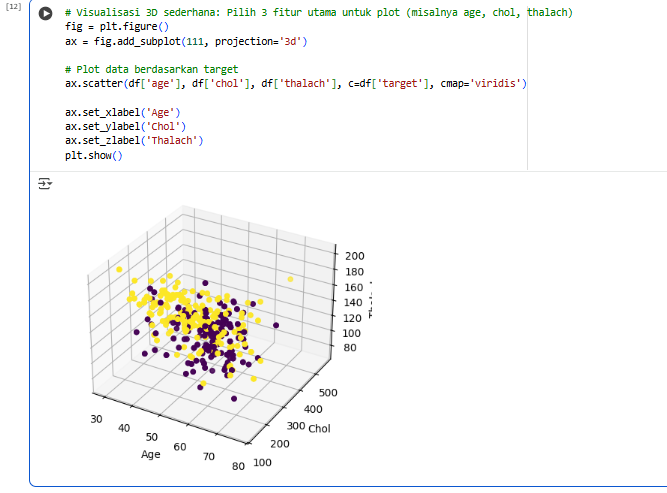 [12]
# Visualisasi 3D sederhana: Pilih 3 fitur utama untuk plot (misalnya age, chol, thalach)
fig = plt.figure()
ax = fig.add_subplot(111, projection='3d')
# Plot data berdasarkan target
ax.scatter(df['age'], df['chol'], df['thalach'], c=df['target'], cmap='viridis')
ax.set_xlabel('Age')
ax.set_ylabel('Chol')
ax.set_zlabel('Thalach')
plt.show()
200
180
160
140
120
100
80
500
400
300
200
100
Chol
30
40
50
60
70
80
Age